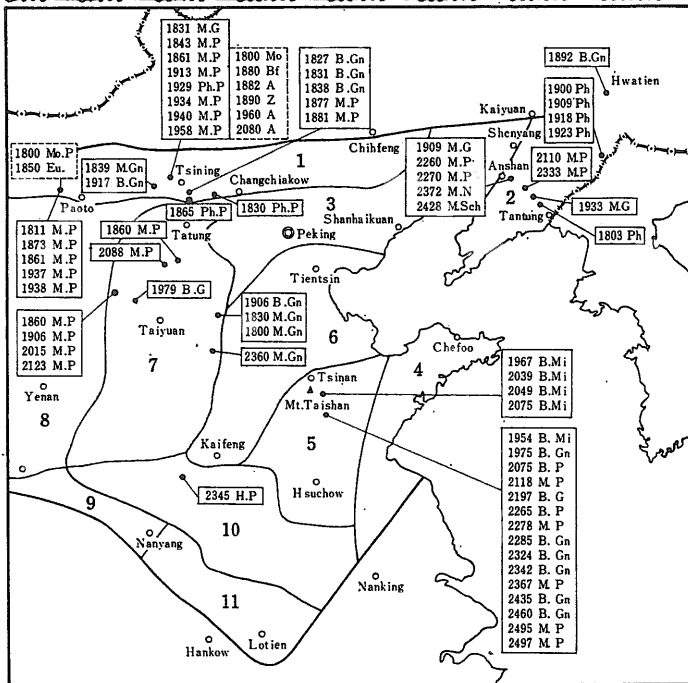 1831 M.G
1843 M.P
1861 M.P
1913 M.P
1929 Ph.P
1934 M.P
1940 M.P
1958 M.P
1800 Mo
1880 Bf
1882 A
1890 Z
1960 A
2080 A
1827 B.Gn
1831 B.Gn
1838 B.Gn
1877 M.P
1881 M.P
1892 B.Gn
Hwatien
1900 Ph
1909 Ph
1918 Ph
1923 Ph
Kaiyuan
Shenyang
Chihfeng
1
1800 Mo.P
1850 Eu.
1839 M.Gn
1917 B.Gn
Tsining
Changchiakow
1909 M.G
2260 M.P
2270 M.P
2372 M.N
2428 M.Sch
Anshan
2
2110 M.P
2333 M.P
Paoto
1865 Ph.P
1830 Ph.P
3
Shanhaikuan
Tantung
1933 M.G
1803 Ph
1811 M.P
1873 M.P
1861 M.P
1937 M.P
1938 M.P
1860 M.P
Tatung
Peking
2088 M.P
Tientsin
1979 B.G
1906 B.Gn
1830 M.Gn
1800 M.Gn
1860 M.P
1906 M.P
2015 M.P
2123 M.P
Taiyuan
6
7
2360 M.Gn
Chefoo
4
1967 B.Mi
2039 B.Mi
2049 B.Mi
2075 B.Mi
Tsinan
Mt.Taishan
Yenan
8
5
Kaifeng
Hsuchow
1954 B. Mi
1975 B. Gn
2075 B. P
2118 M. P
2197 B. G
2265 B. P
2278 M. P
2285 B. Gn
2324 B. Gn
2342 B. Gn
2367 M. P
2435 B. Gn
2460 B. Gn
2495 M. P
2497 M. P
9
2345 H.P
10
Nanyang
Nanking
11
Hankow
Lotien